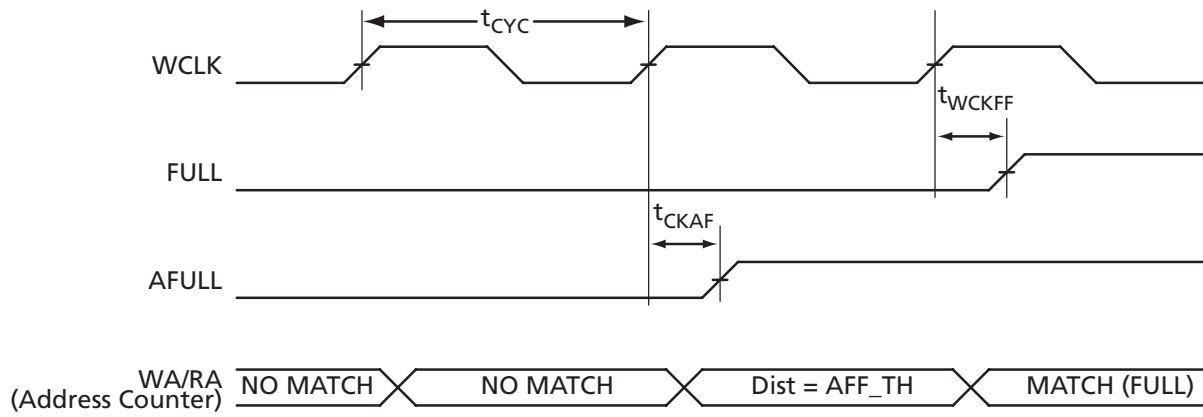 tCYC
WCLK
tWCKFF
FULL
tCKAF
AFULL
WA/RA
(Address Counter)
NO MATCH
NO MATCH
Dist = AFF_TH
MATCH (FULL)